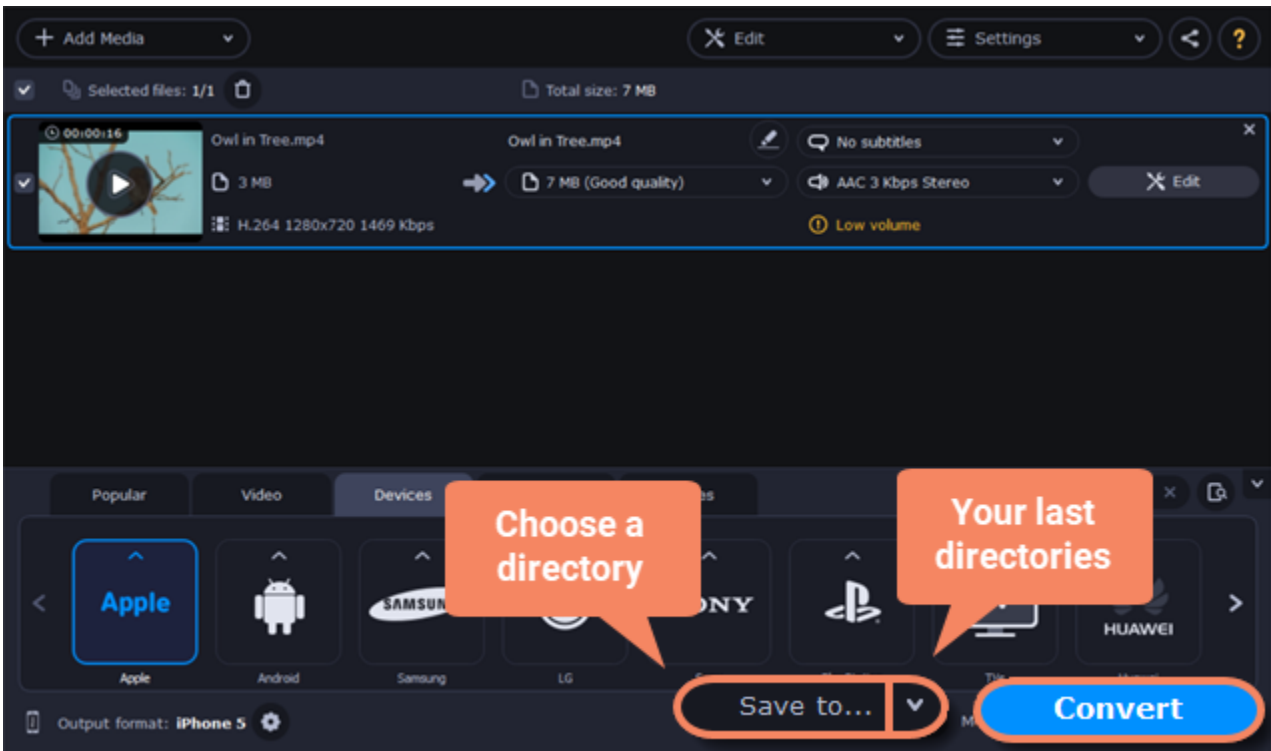 Add Media
Edit
Settings
?
Selected files: 1/1
Total size: 7 MB
00:00:16
Owl in Tree.mp4
Owl in Tree.mp4
No subtitles
3 MB
7 MB (Good quality)
AAC 3 Kbps Stereo
Edit
H.264 1280x720 1469 Kbps
Low volume
Popular
Video
Devices
Choose a
directory
Your last
directories
Apple
SAMSUN
ONY
HUAWEI
Apple
Android
Samsung
LG
TVs
Output format: iPhone 5
Save to...
Convert